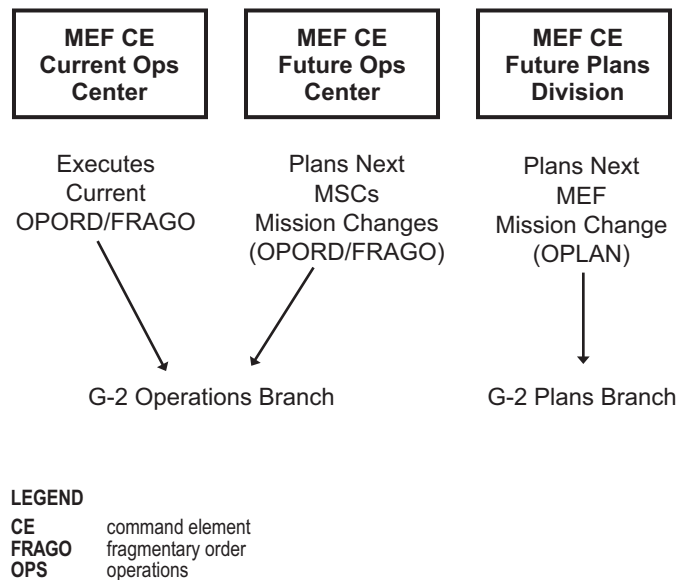 MEF CE
Current Ops
Center
MEF CE
Future Ops
Center
MEF CE
Future Plans
Division
Executes
Current
OPORD/FRAGO
Plans Next
MSCs
Mission Changes
(OPORD/FRAGO)
Plans Next
MEF
Mission Change
(OPLAN)
G-2 Operations Branch
G-2 Plans Branch
LEGEND
CE command element
FRAGO fragmentary order
OPS operations